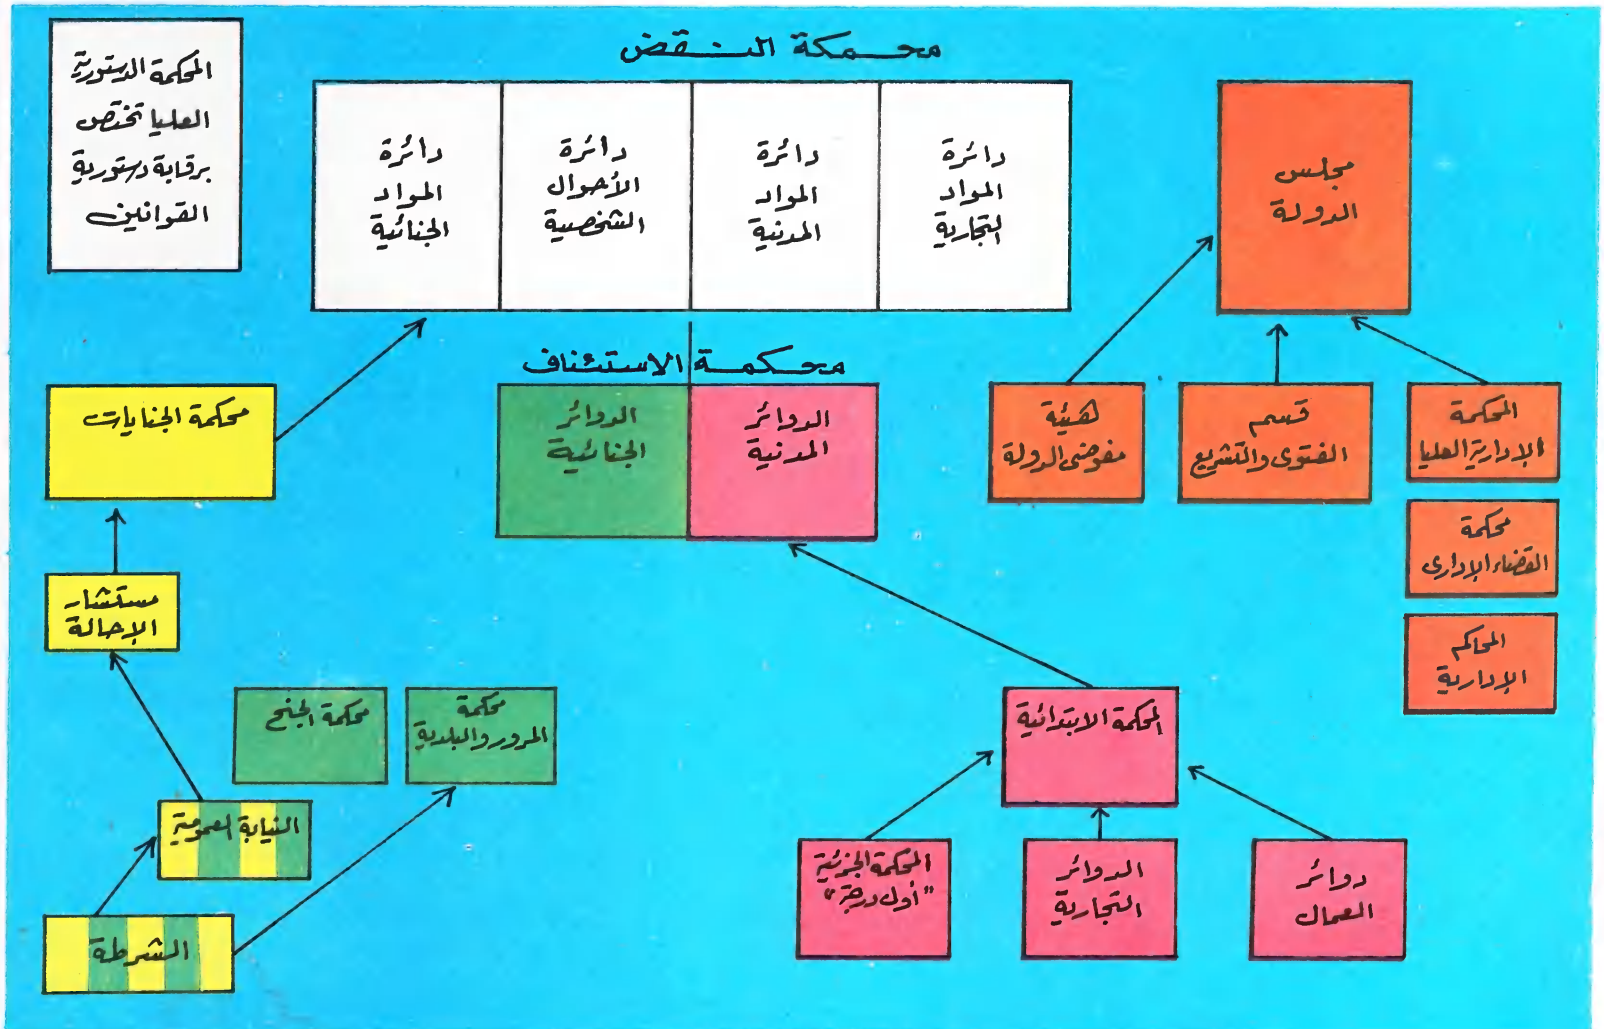 محمكة النقض
المحكمة الدستورية
العليا تختص
برقابة دستورية
القوانين
دائرة
المواد
التجارية
دائرة
المواد
المدنية
دائرة
الأحوال
الشخصية
دائرة
المواد
الجنائية
مجلس
الدولة
محكمة الاستئناف
الدوائر
المدنية
الدوائر
الجنائية
محكمة الجنايات
المحكمة
الإدارية العليا
قسم
الفتوى والتشريع
هيئة
مفوضى الدولة
محكمة
القضاء الإدارى
المحاكم
الإدارية
مستشار
الإحالة
المحكمة الابتدائية
محكمة
المرور والبلدية
محكمة الجنح
النيابة العمومية
دوائر
العمال
الدوائر
التجارية
المحكمة الجزئية
"أول درجة"
الشرطة